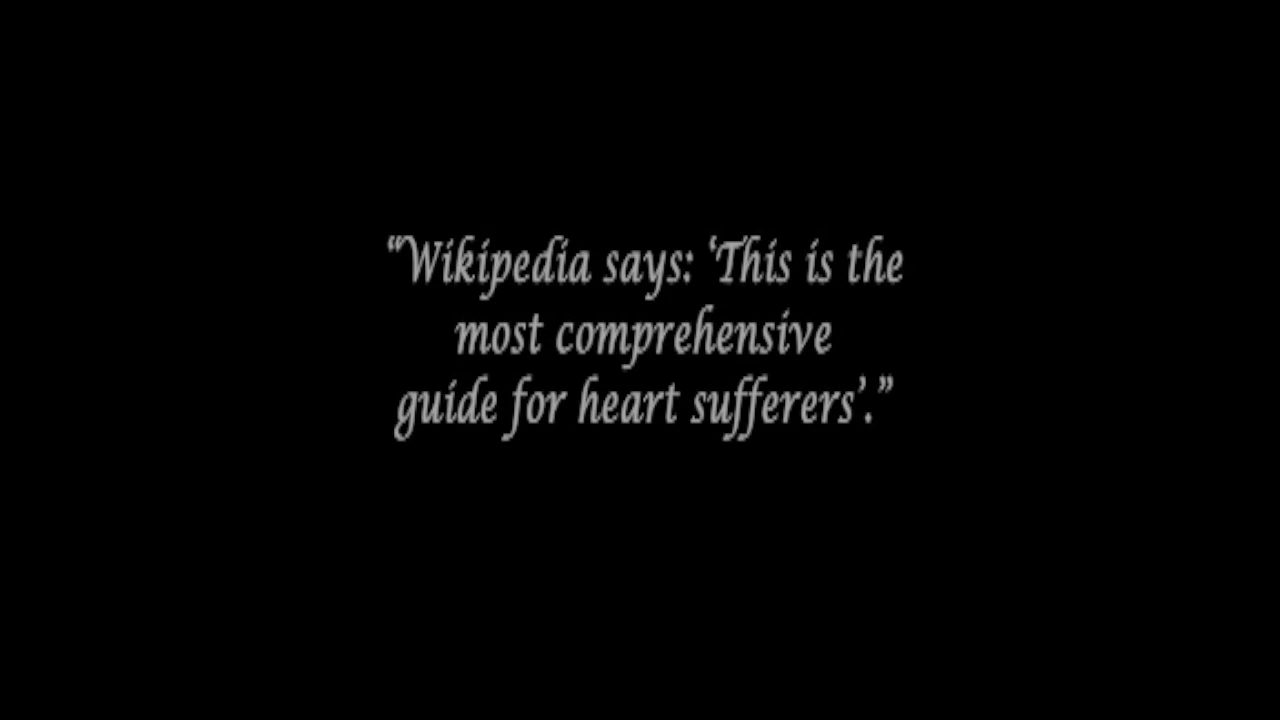 “Wikipedia says: ‘This is the
most comprehensive
guide for heart sufferers’.”